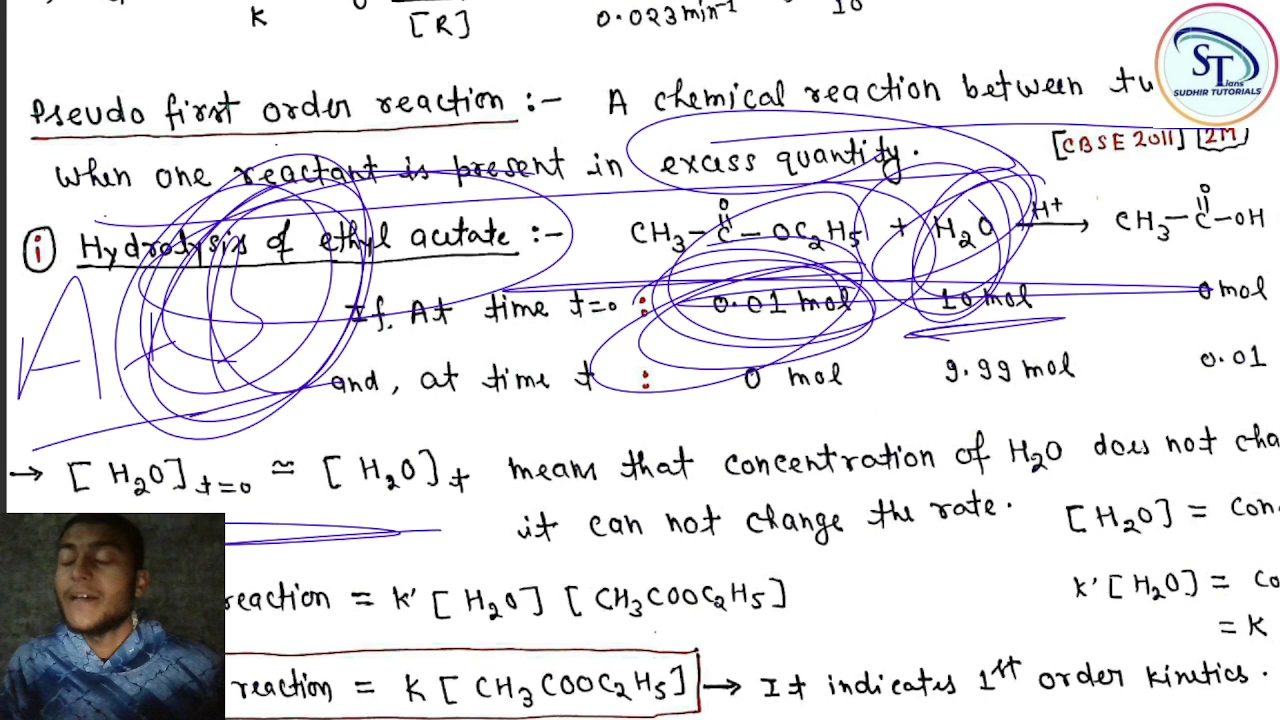 K
[R]
0.023 min⁻¹
10
Pseudo first order reaction :- A chemical reaction between
when one reactant is present in excess quantity.
[CBSE 2011] [2M]
ST
lans
SUDHIR TUTORIALS
(i) Hydrolysis of ethyl acetate :- CH₃-C(=O)-OC₂H₅ + H₂O H⁺→ CH₃-C(=O)-OH
If. At time t=0 : 0.01 mol 10 mol 0 mol
and, at time t : 0 mol 9.99 mol 0.01
A + B
→ [H₂O]t=0 ≈ [H₂O]t means that concentration of H₂O does not cha
it can not change the rate. [H₂O] = con
reaction = K' [H₂O] [CH₃COOC₂H₅] K'[H₂O] = co
= K
reaction = K [CH₃COOC₂H₅] → It indicates 1st order kinetics.